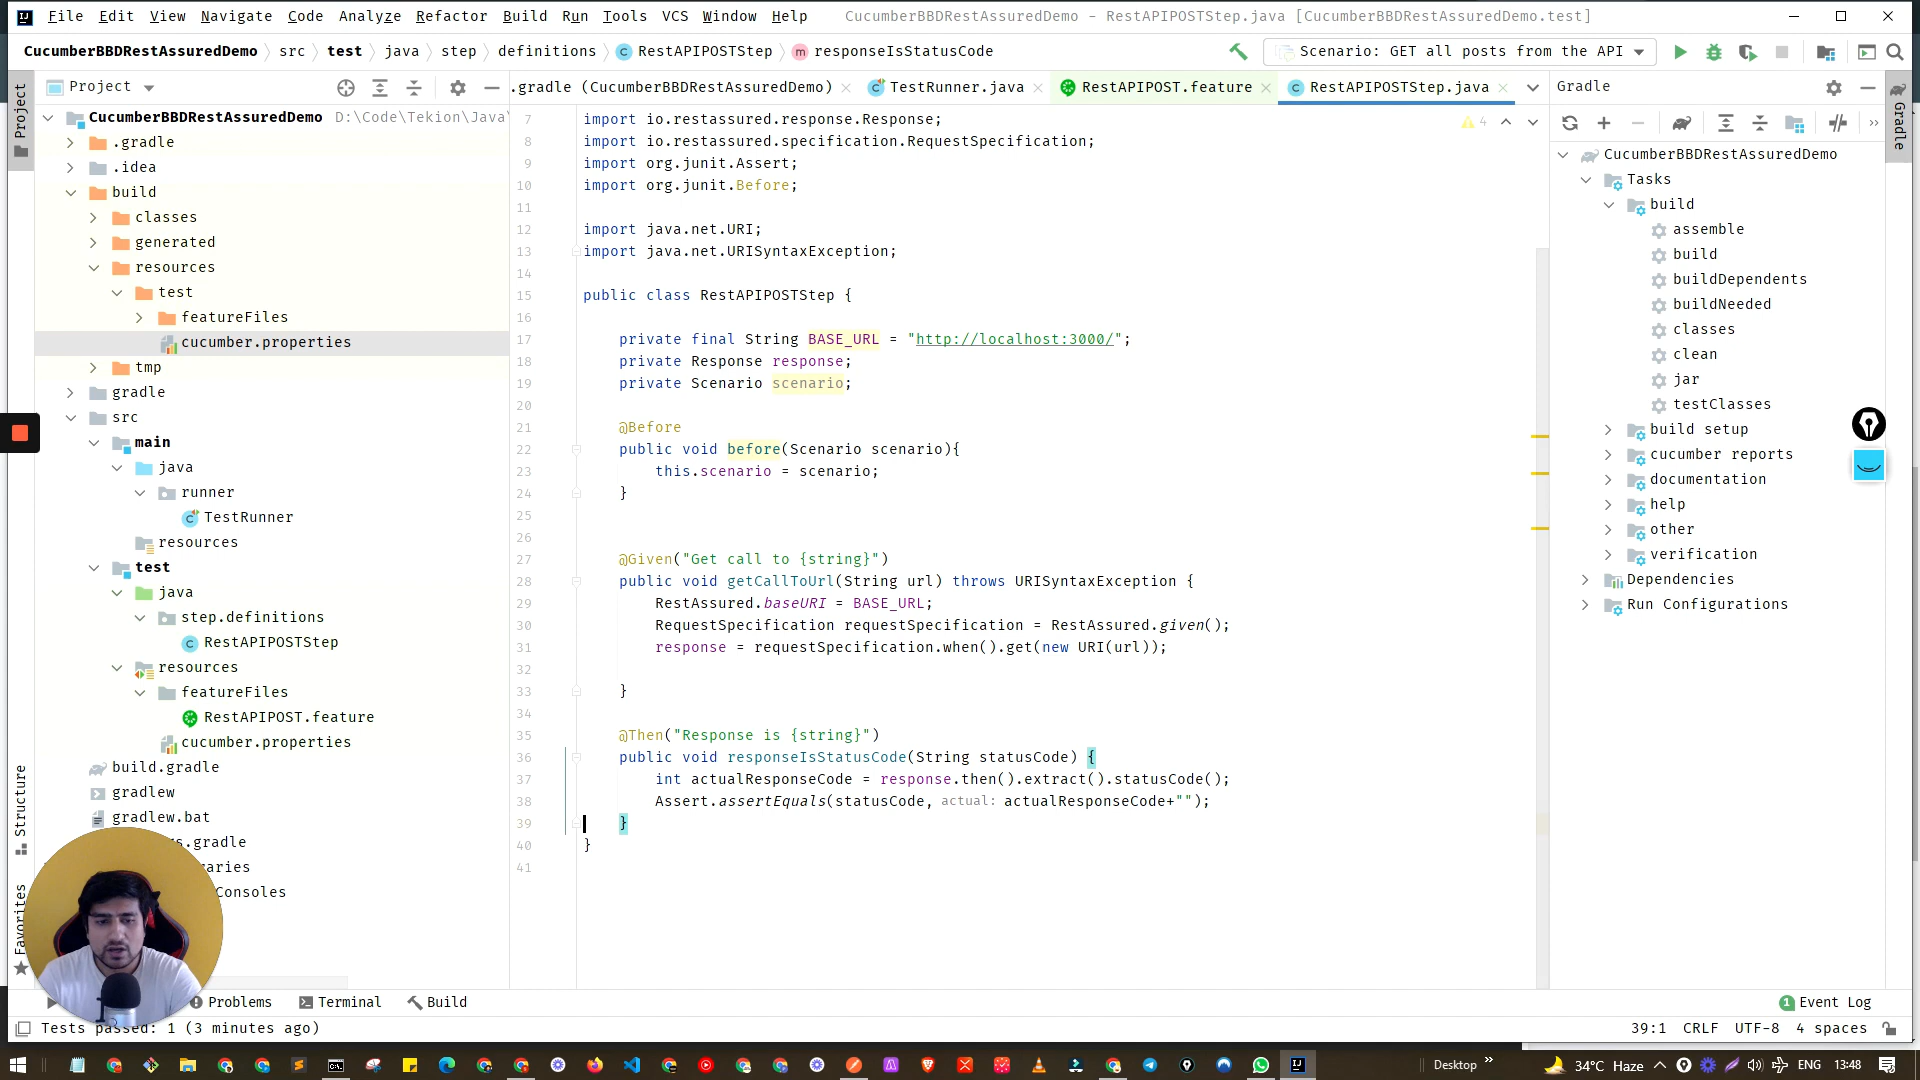 File Edit View Navigate Code Analyze Refactor Build Run Tools VCS Window Help CucumberBBDRestAssuredDemo - RestAPIPOSTStep.java [CucumberBBDRestAssuredDemo.test]
CucumberBBDRestAssuredDemo src test java step definitions RestAPIPOSTStep responseIsStatusCode Scenario: GET all posts from the API
Project
.gradle (CucumberBBDRestAssuredDemo) TestRunner.java RestAPIPOST.feature RestAPIPOSTStep.java
Gradle
Project
Structure
Favorites
Gradle
CucumberBBDRestAssuredDemo D:\Code\Tekion\Java\
.gradle
.idea
build
classes
generated
resources
test
featureFiles
cucumber.properties
tmp
gradle
src
main
java
runner
TestRunner
resources
test
java
step.definitions
RestAPIPOSTStep
resources
featureFiles
RestAPIPOST.feature
cucumber.properties
build.gradle
gradlew
gradlew.bat
s.gradle
raries
Consoles
4
7 import io.restassured.response.Response;
8 import io.restassured.specification.RequestSpecification;
9 import org.junit.Assert;
10 import org.junit.Before;
11
12 import java.net.URI;
13 import java.net.URISyntaxException;
14
15 public class RestAPIPOSTStep {
16
17 private final String BASE_URL = "http://localhost:3000/";
18 private Response response;
19 private Scenario scenario;
20
21 @Before
22 public void before(Scenario scenario){
23 this.scenario = scenario;
24 }
25
26
27 @Given("Get call to {string}")
28 public void getCallToUrl(String url) throws URISyntaxException {
29 RestAssured.baseURI = BASE_URL;
30 RequestSpecification requestSpecification = RestAssured.given();
31 response = requestSpecification.when().get(new URI(url));
32
33 }
34
35 @Then("Response is {string}")
36 public void responseIsStatusCode(String statusCode) {
37 int actualResponseCode = response.then().extract().statusCode();
38 Assert.assertEquals(statusCode, actual: actualResponseCode+"");
39 }
40 }
41
CucumberBBDRestAssuredDemo
Tasks
build
assemble
build
buildDependents
buildNeeded
classes
clean
jar
testClasses
build setup
cucumber reports
documentation
help
other
verification
Dependencies
Run Configurations
Problems Terminal Build 1 Event Log
Tests passed: 1 (3 minutes ago) 39:1 CRLF UTF-8 4 spaces
Desktop 34°C Haze ENG 13:48